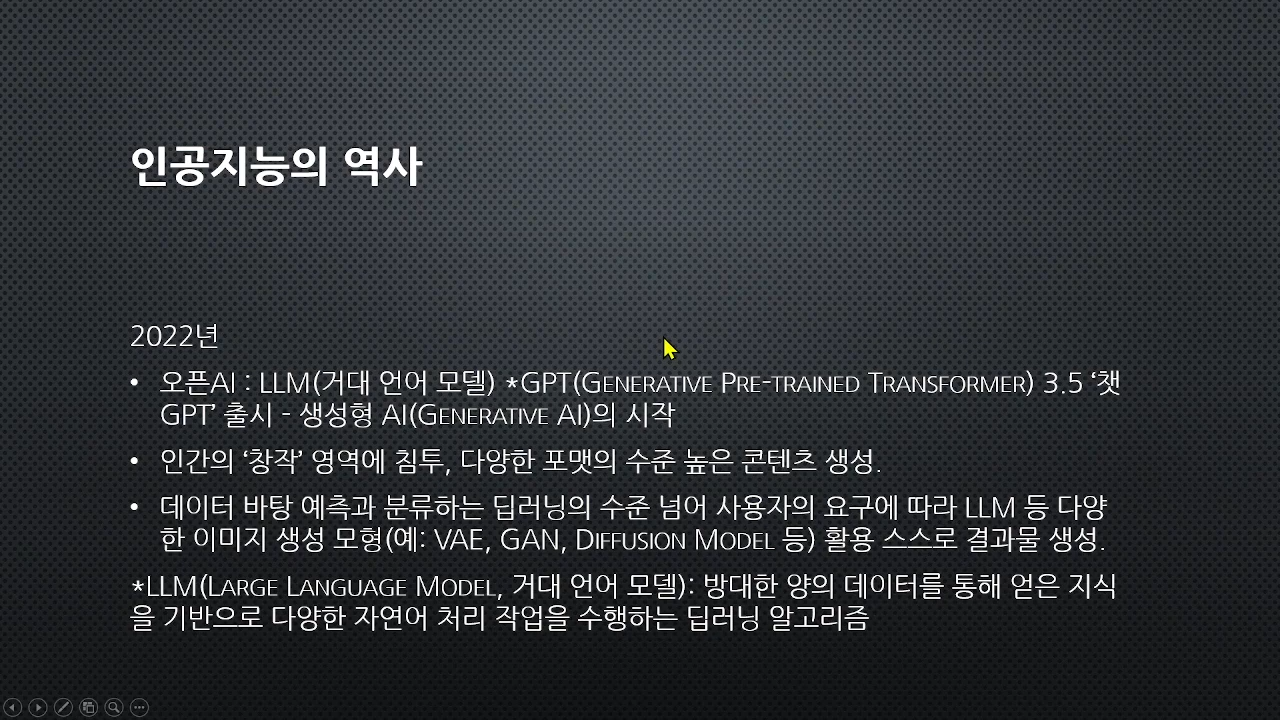 인공지능의 역사
2022년
• 오픈AI : LLM(거대 언어 모델) *GPT(GENERATIVE PRE-TRAINED TRANSFORMER) 3.5 ‘챗
GPT’ 출시 - 생성형 AI(GENERATIVE AI)의 시작
• 인간의 ‘창작’ 영역에 침투, 다양한 포맷의 수준 높은 콘텐츠 생성.
• 데이터 바탕 예측과 분류하는 딥러닝의 수준 넘어 사용자의 요구에 따라 LLM 등 다양
한 이미지 생성 모형(예: VAE, GAN, DIFFUSION MODEL 등) 활용 스스로 결과물 생성.
*LLM(LARGE LANGUAGE MODEL, 거대 언어 모델): 방대한 양의 데이터를 통해 얻은 지식
을 기반으로 다양한 자연어 처리 작업을 수행하는 딥러닝 알고리즘